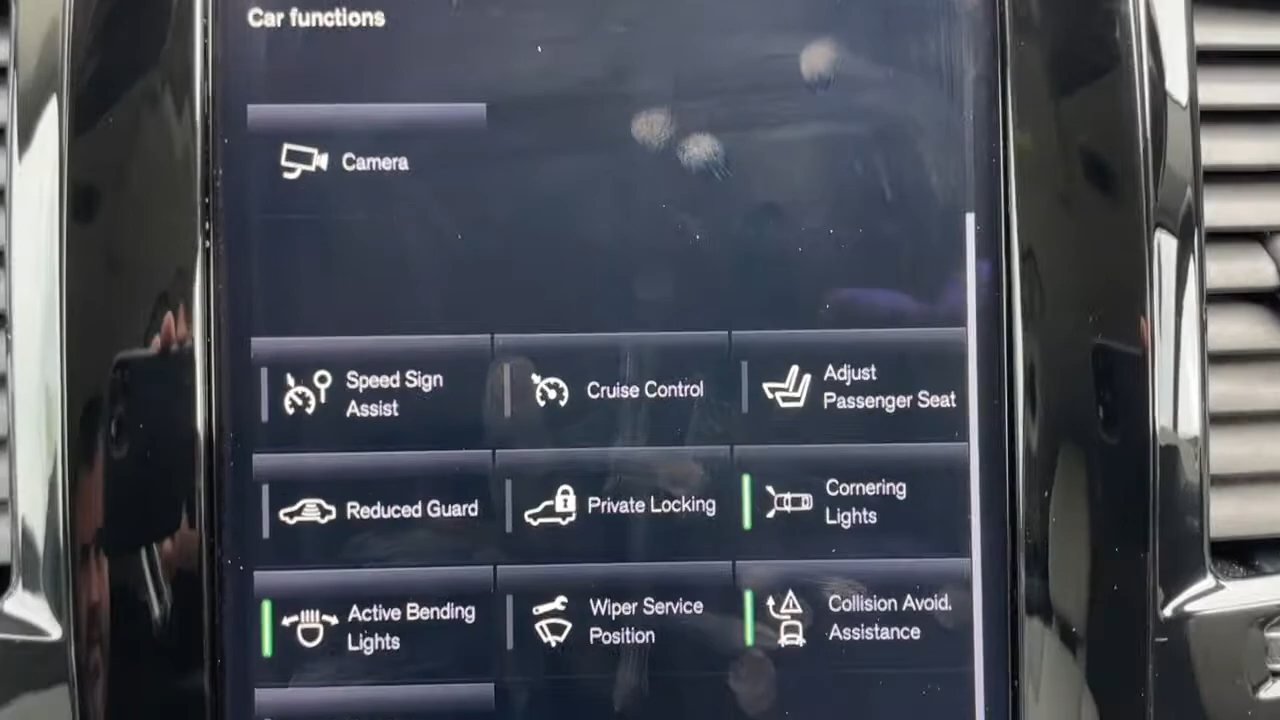 Car functions
Camera
Speed Sign
Assist
Cruise Control
Adjust
Passenger Seat
Reduced Guard
Private Locking
Cornering
Lights
Active Bending
Lights
Wiper Service
Position
Collision Avoid.
Assistance